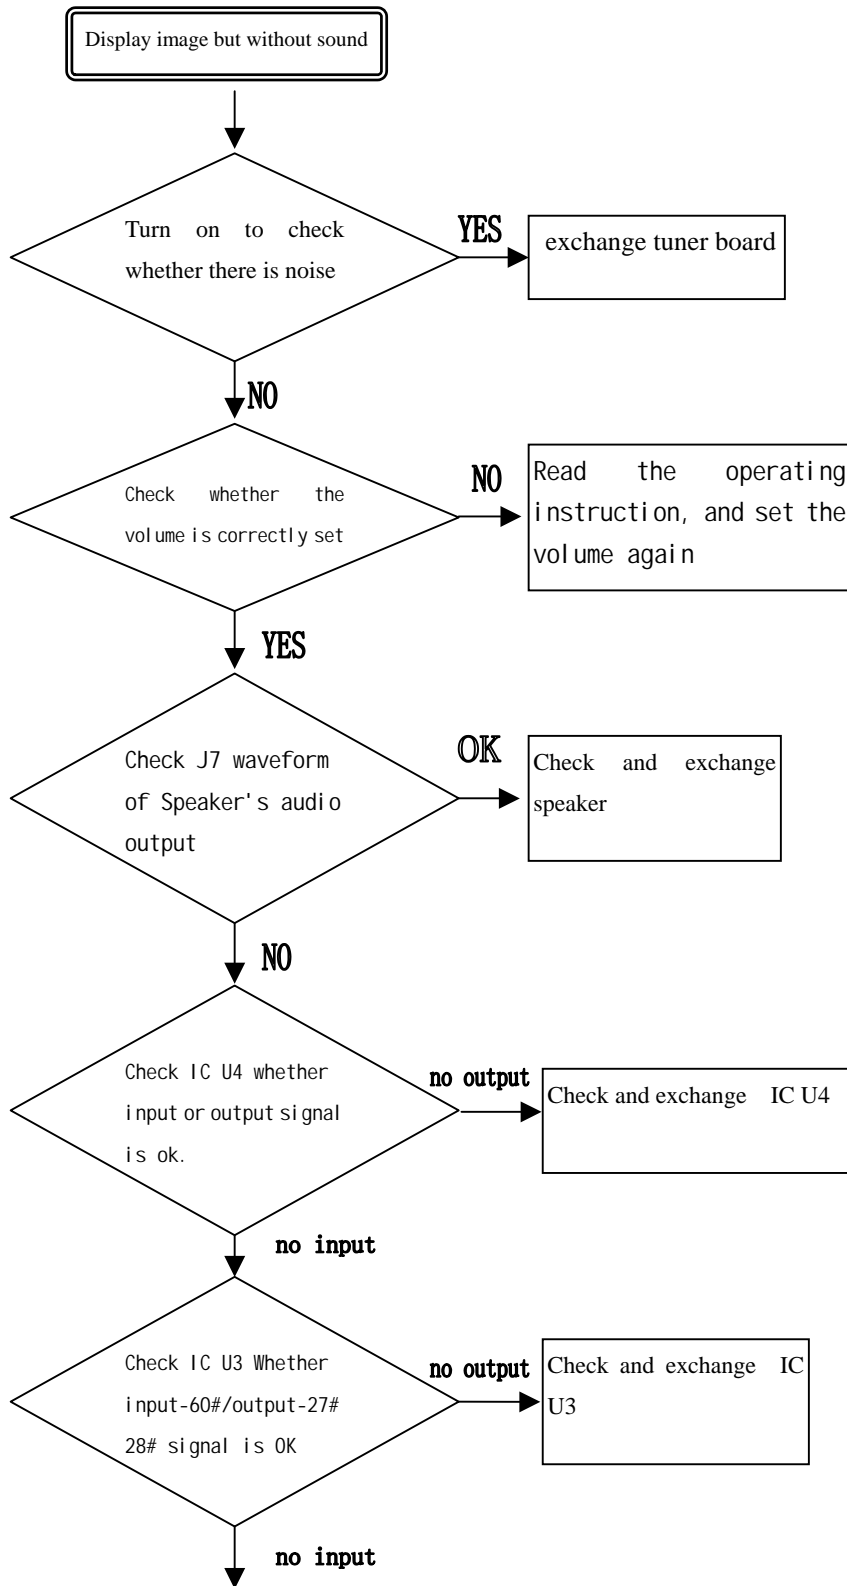 Display image but without sound
Turn on to check
whether there is noise
YES
exchange tuner board
NO
Check whether the
volume is correctly set
NO
Read the operating
instruction, and set the
volume again
YES
Check J7 waveform
of Speaker's audio
output
OK
Check and exchange
speaker
NO
Check IC U4 whether
input or output signal
is ok.
no output
Check and exchange IC U4
no input
Check IC U3 Whether
input-60#/output-27#
28# signal is OK
no output
Check and exchange IC
U3
no input